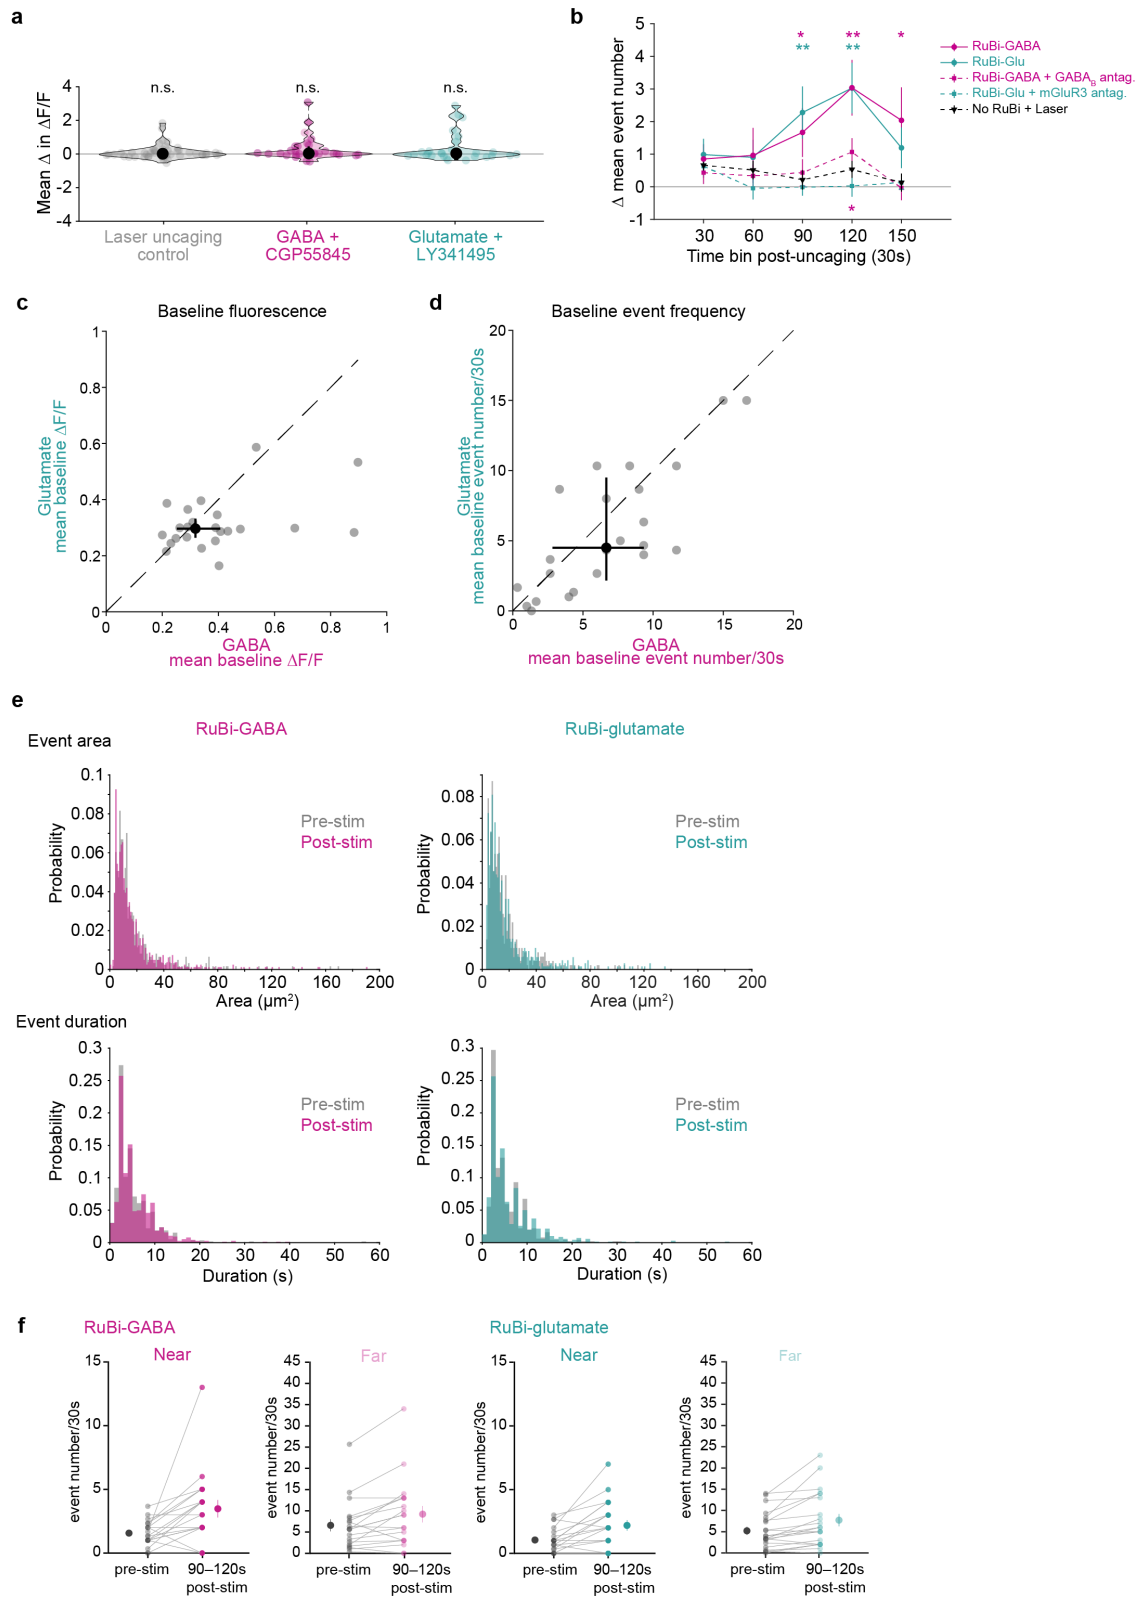 a
Mean Δ in ΔF/F
4
2
0
-2
-4
n.s.
n.s.
n.s.
Laser uncaging
control
GABA +
CGP55845
Glutamate +
LY341495
b
Δ mean event number
5
4
3
2
1
0
-1
* ** *
** **
*
30 60 90 120 150
Time bin post-uncaging (30s)
RuBi-GABA
RuBi-Glu
RuBi-GABA + GABA_B antag.
RuBi-Glu + mGluR3 antag.
No RuBi + Laser
c
Baseline fluorescence
Glutamate
mean baseline ΔF/F
1
0.8
0.6
0.4
0.2
0
0 0.2 0.4 0.6 0.8 1
GABA
mean baseline ΔF/F
d
Baseline event frequency
Glutamate
mean baseline event number/30s
20
15
10
5
0
0 5 10 15 20
GABA
mean baseline event number/30s
e
RuBi-GABA
RuBi-glutamate
Event area
Probability
0.1
0.08
0.06
0.04
0.02
0
Pre-stim
Post-stim
0 40 80 120 160 200
Area (µm²)
Probability
0.08
0.06
0.04
0.02
0
Pre-stim
Post-stim
0 40 80 120 160 200
Area (µm²)
Event duration
Probability
0.3
0.25
0.2
0.15
0.1
0.05
0
Pre-stim
Post-stim
0 10 20 30 40 50 60
Duration (s)
Probability
0.3
0.25
0.2
0.15
0.1
0.05
0
Pre-stim
Post-stim
0 10 20 30 40 50 60
Duration (s)
f
RuBi-GABA
RuBi-glutamate
Near
event number/30s
15
10
5
0
pre-stim
90–120s
post-stim
Far
event number/30s
45
40
35
30
25
20
15
10
5
0
pre-stim
90–120s
post-stim
Near
event number/30s
15
10
5
0
pre-stim
90–120s
post-stim
Far
event number/30s
45
40
35
30
25
20
15
10
5
0
pre-stim
90–120s
post-stim